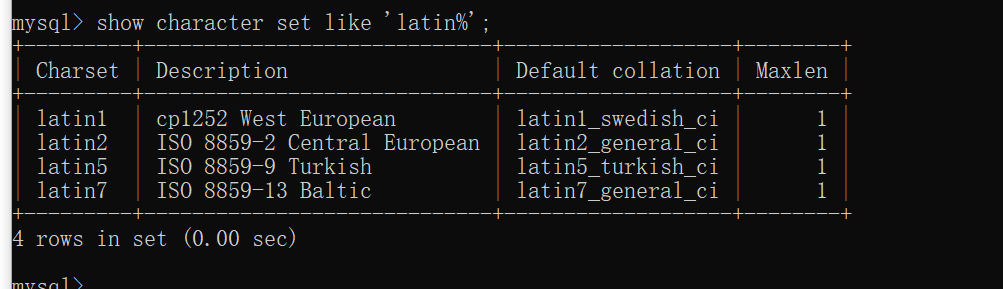 mysql> show character set like 'latin%';
+---------+-----------------------------+-------------------+--------+
| Charset | Description                 | Default collation | Maxlen |
+---------+-----------------------------+-------------------+--------+
| latin1  | cp1252 West European        | latin1_swedish_ci |      1 |
| latin2  | ISO 8859-2 Central European | latin2_general_ci |      1 |
| latin5  | ISO 8859-9 Turkish          | latin5_turkish_ci |      1 |
| latin7  | ISO 8859-13 Baltic          | latin7_general_ci |      1 |
+---------+-----------------------------+-------------------+--------+
4 rows in set (0.00 sec)
mysql>